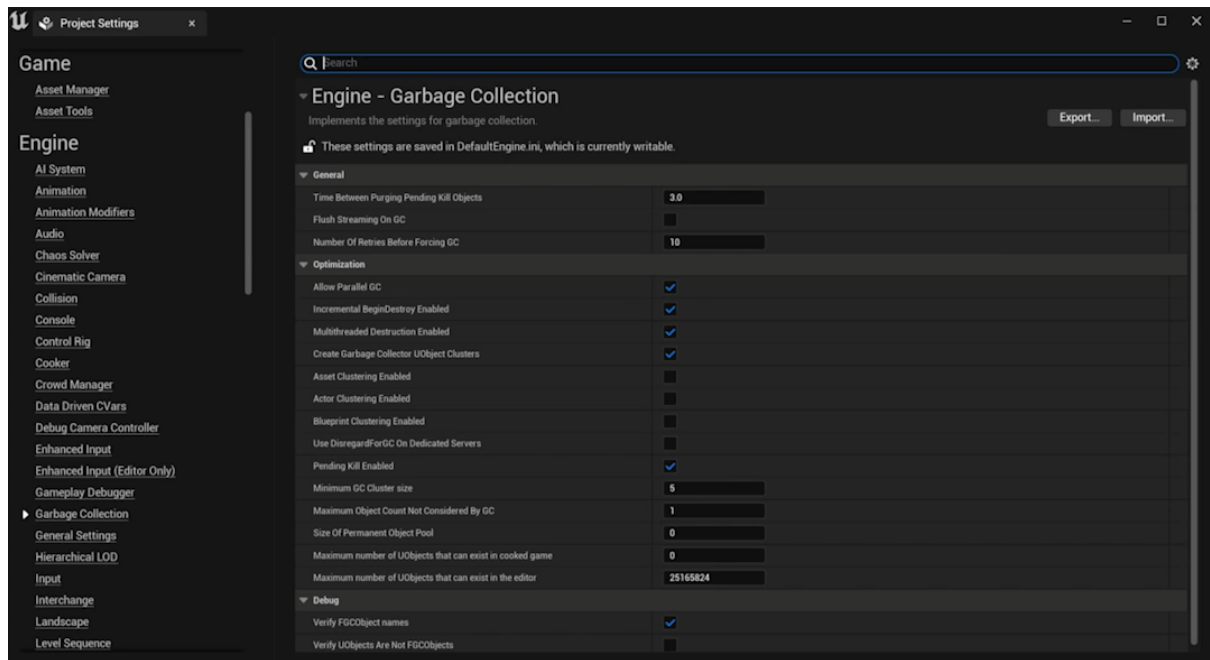 Project Settings
Game
Asset Manager
Asset Tools
Engine
AI System
Animation
Animation Modifiers
Audio
Chaos Solver
Cinematic Camera
Collision
Console
Control Rig
Cooker
Crowd Manager
Data Driven CVars
Debug Camera Controller
Enhanced Input
Enhanced Input (Editor Only)
Gameplay Debugger
Garbage Collection
General Settings
Hierarchical LOD
Input
Interchange
Landscape
Level Sequence
Search
Engine - Garbage Collection
Implements the settings for garbage collection.
Export... Import...
These settings are saved in DefaultEngine.ini, which is currently writable.
General
Time Between Purging Pending Kill Objects 3.0
Flush Streaming On GC
Number Of Retries Before Forcing GC 10
Optimization
Allow Parallel GC
Incremental BeginDestroy Enabled
Multithreaded Destruction Enabled
Create Garbage Collector UObject Clusters
Asset Clustering Enabled
Actor Clustering Enabled
Blueprint Clustering Enabled
Use DisregardForGC On Dedicated Servers
Pending Kill Enabled
Minimum GC Cluster size 5
Maximum Object Count Not Considered By GC 1
Size Of Permanent Object Pool 0
Maximum number of UObjects that can exist in cooked game 0
Maximum number of UObjects that can exist in the editor 25165824
Debug
Verify FGCObject names
Verify UObjects Are Not FGCObjects